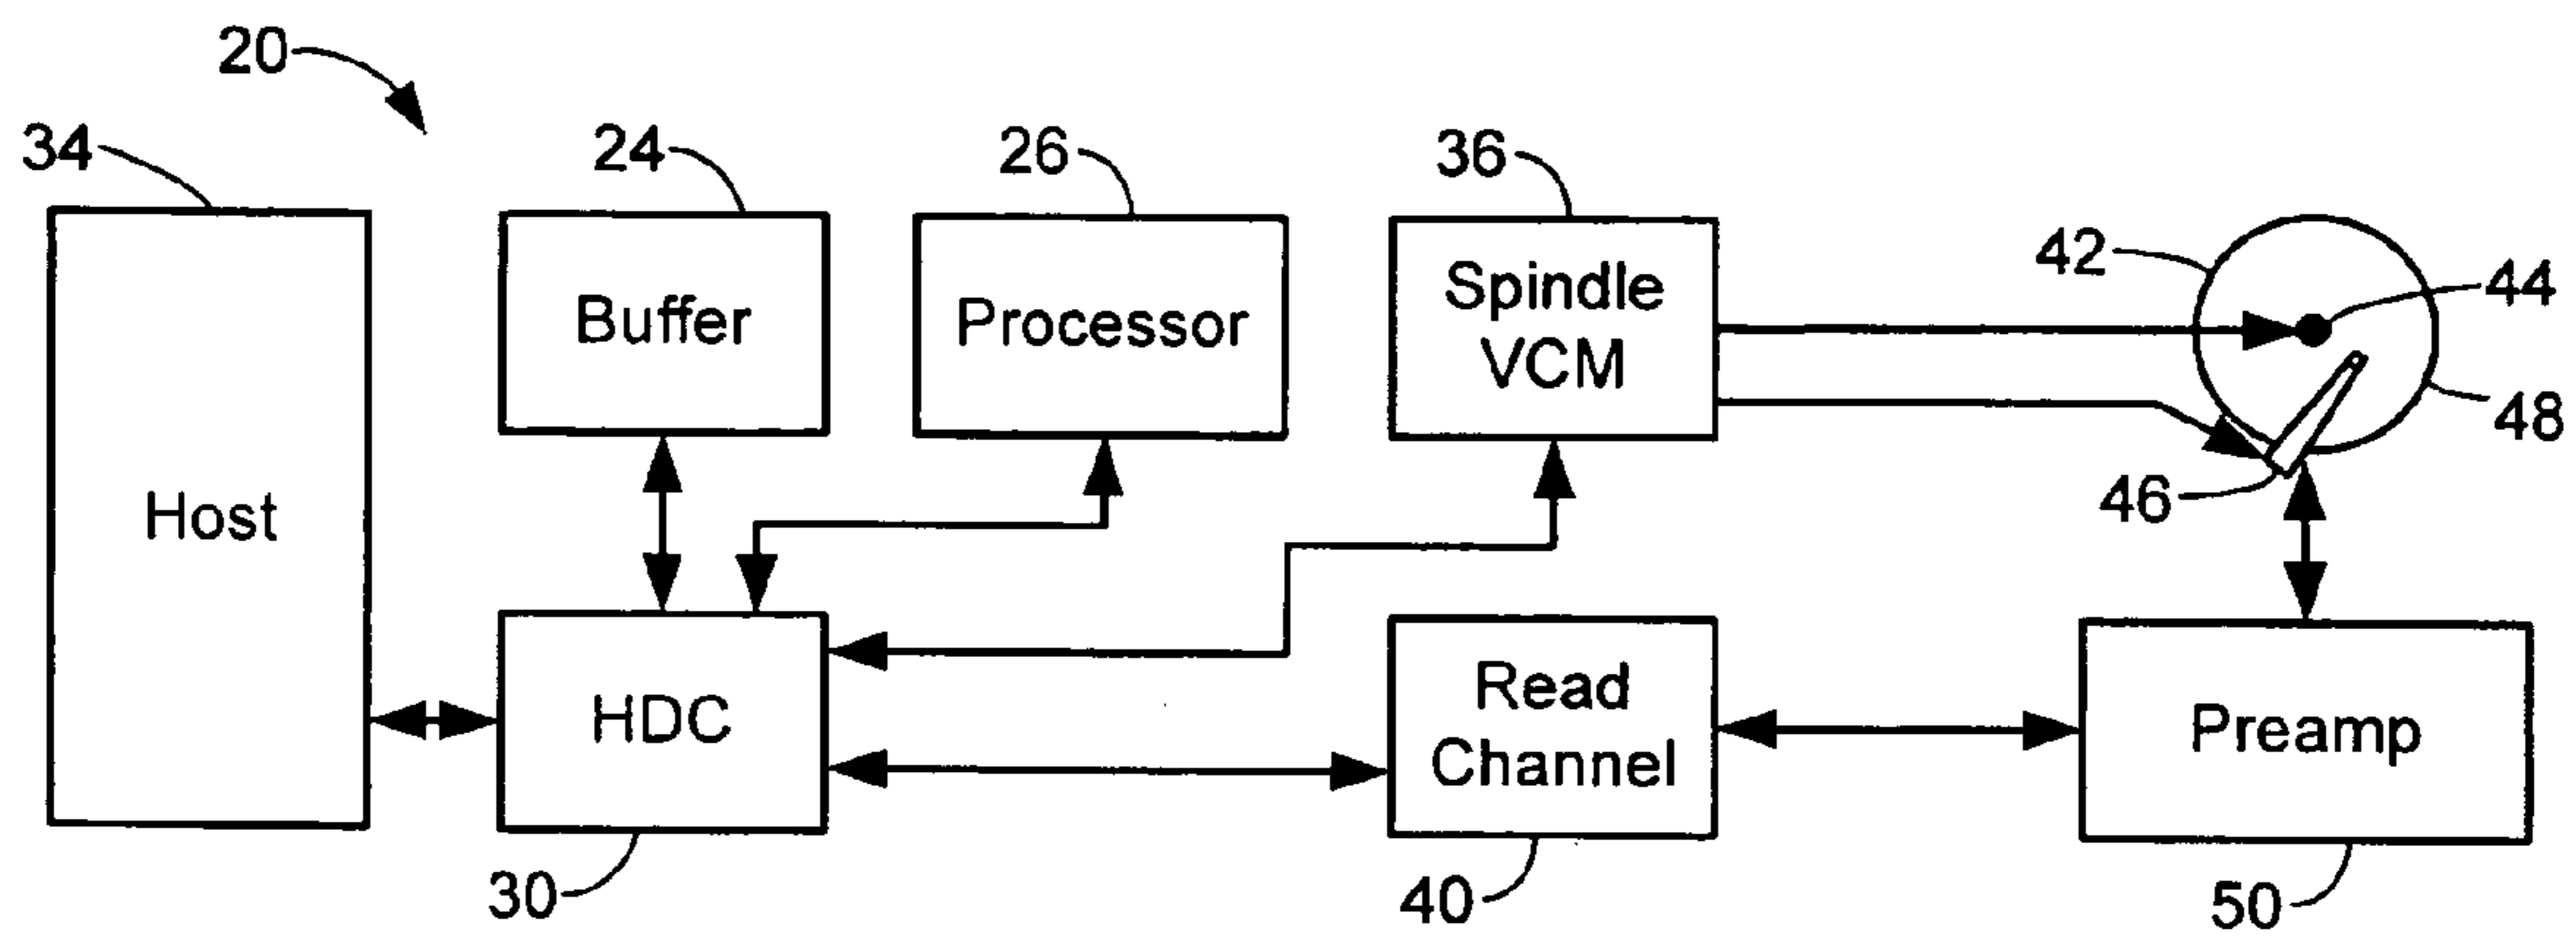 20
34
24
26
36
42
44
Buffer
Processor
Spindle
VCM
48
46
Host
HDC
Read
Channel
Preamp
30
40
50